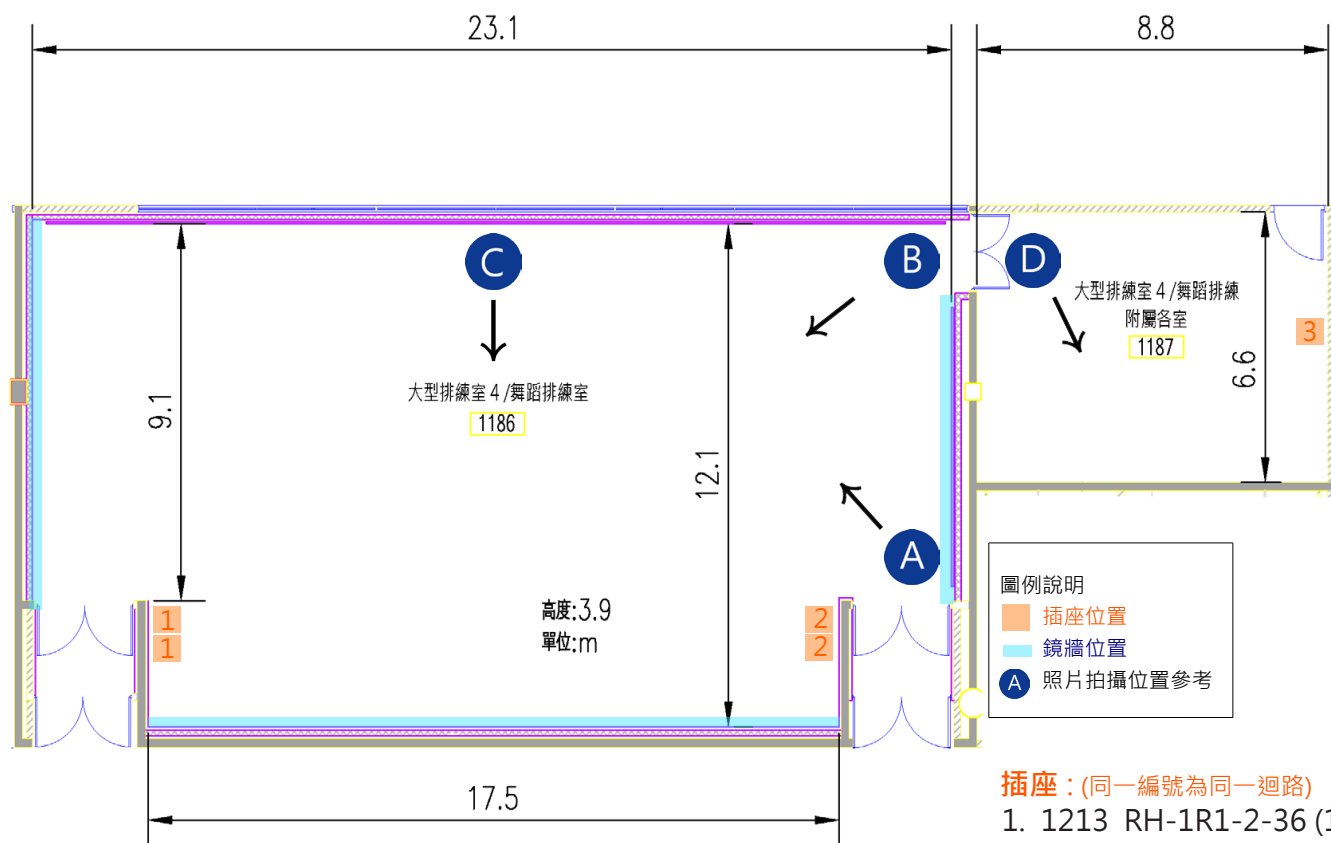 23.1
8.8
C
B
D
大型排練室 4 /舞蹈排練
附屬各室
1187
3
大型排練室 4 /舞蹈排練室
1186
9.1
12.1
6.6
A
1
1
高度:3.9
單位:m
2
2
圖例說明
插座位置
鏡牆位置
A 照片拍攝位置參考
17.5
插座 : (同一編號為同一迴路)
1. 1213 RH-1R1-2-36 (1